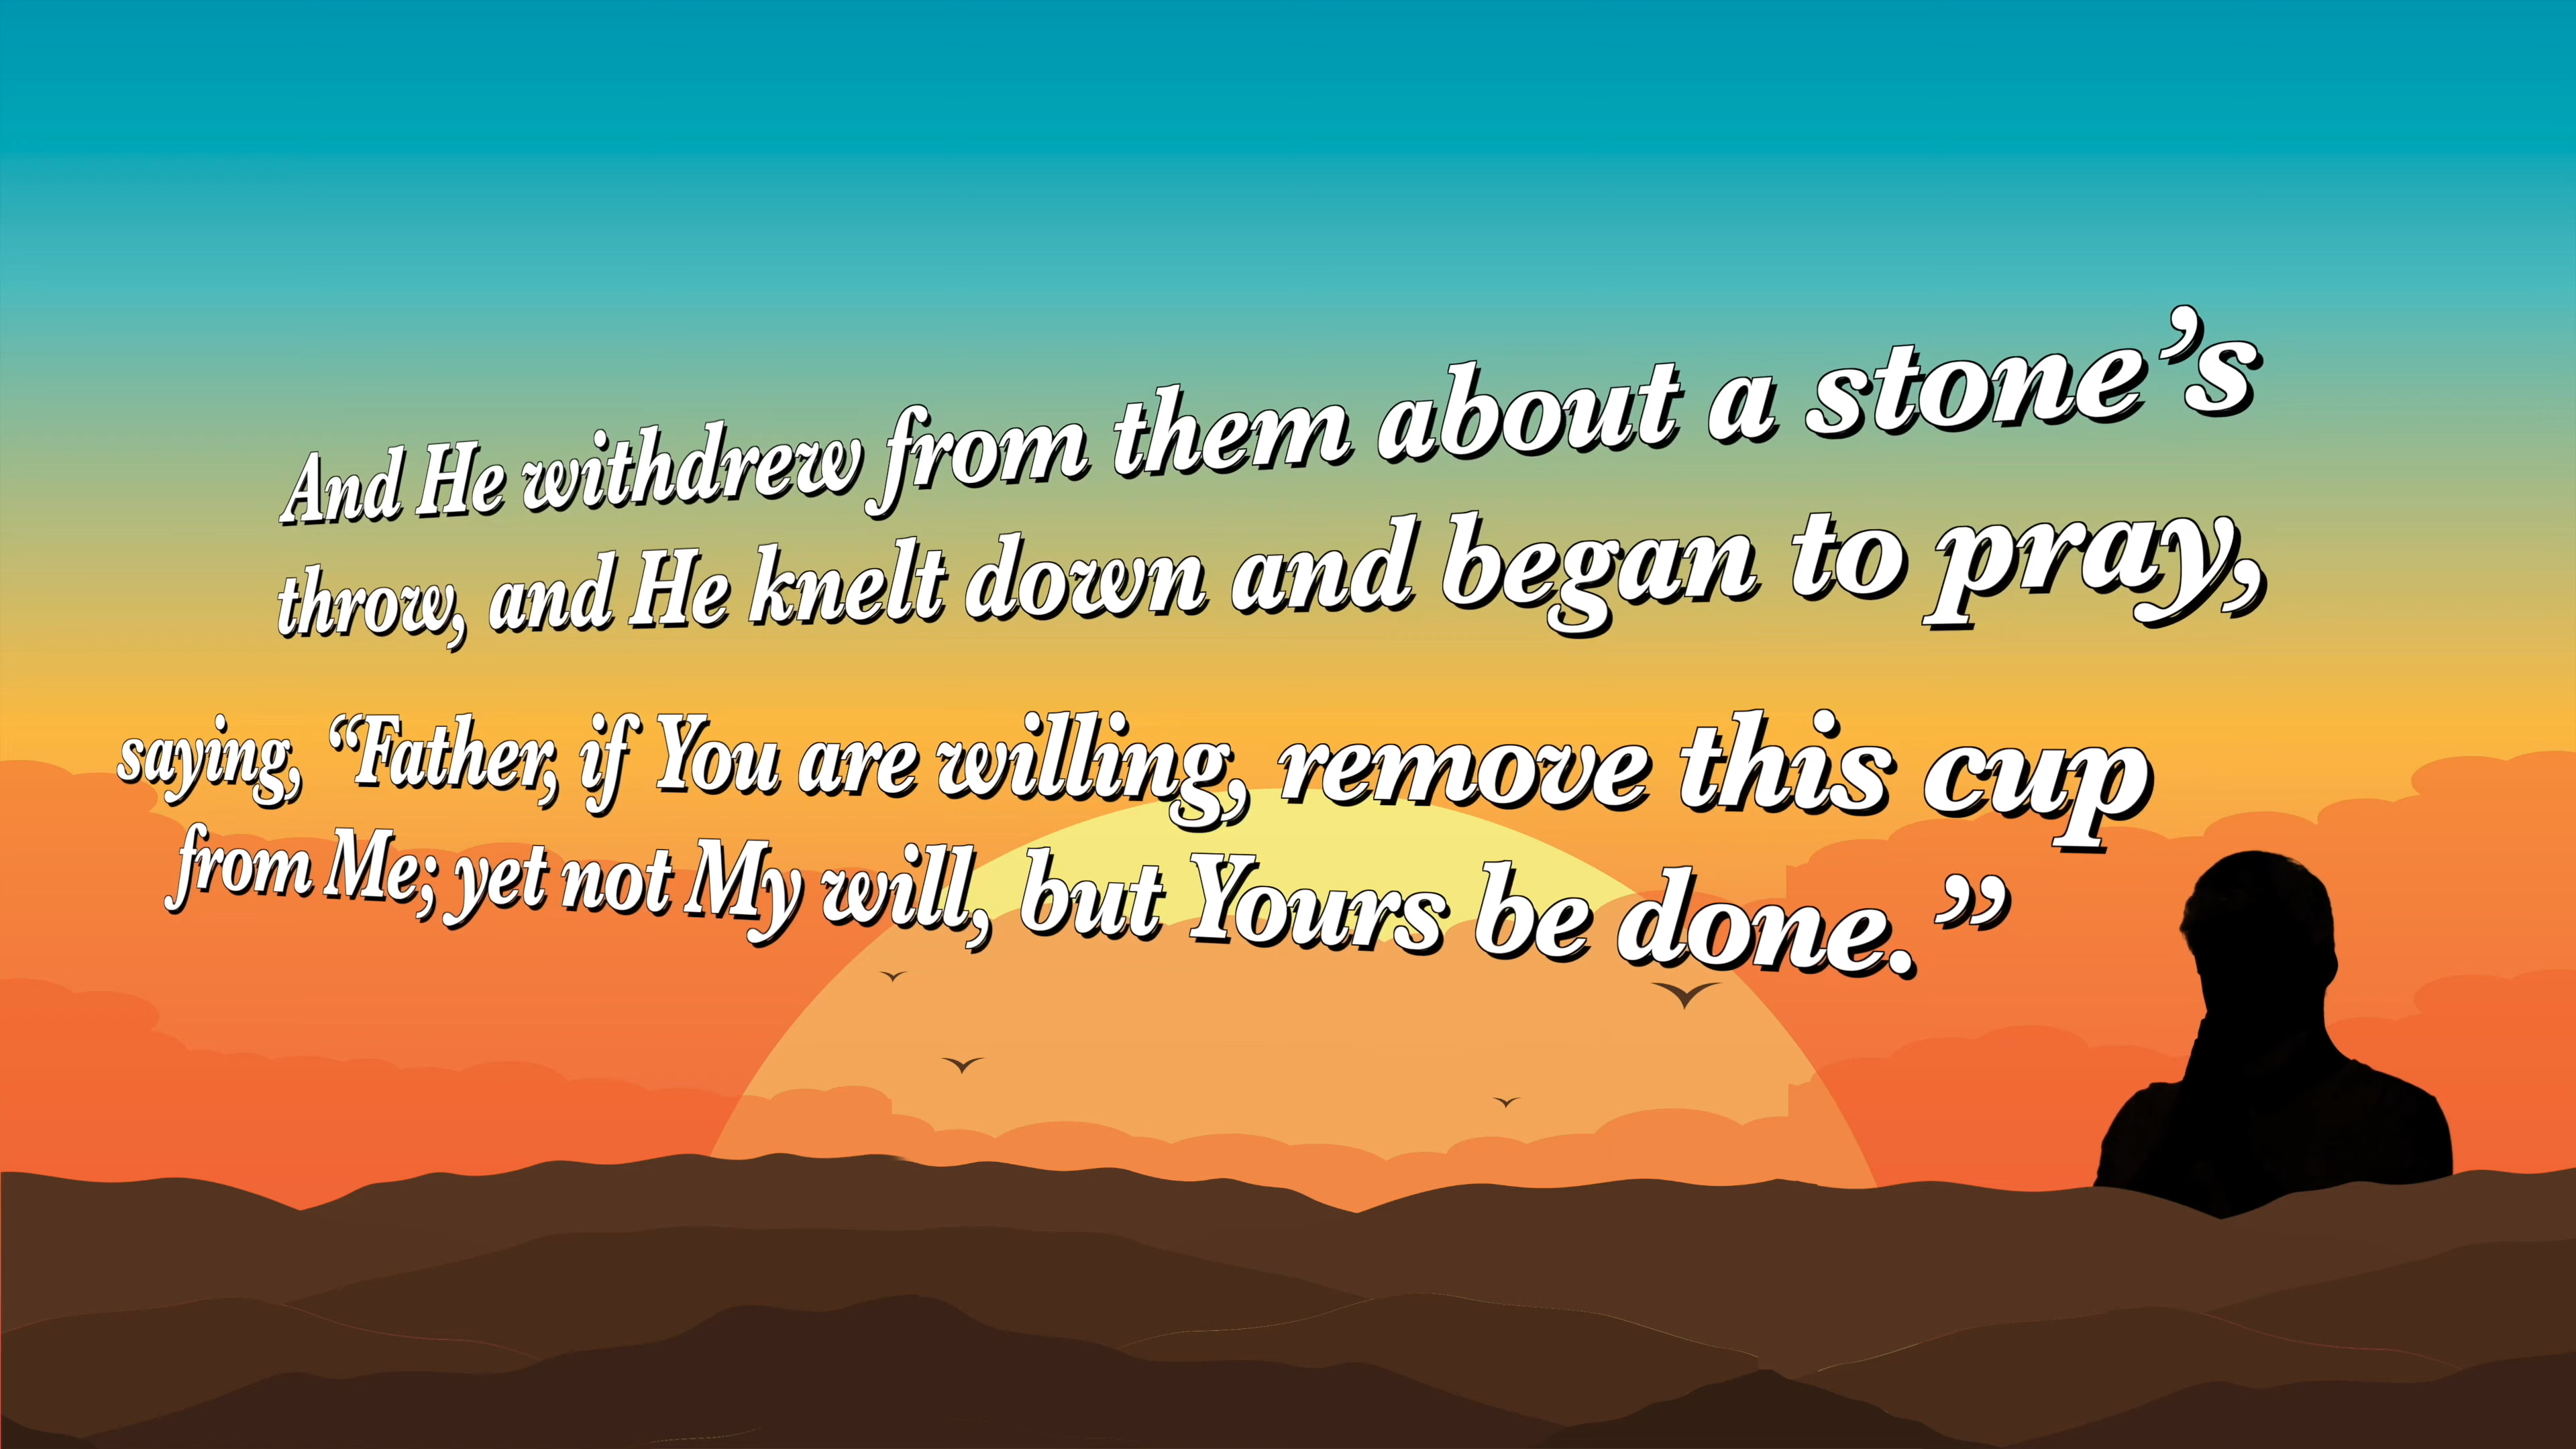 And He withdrew from them about a stone’s
throw, and He knelt down and began to pray,
saying, “Father, if You are willing, remove this cup
from Me; yet not My will, but Yours be done.”